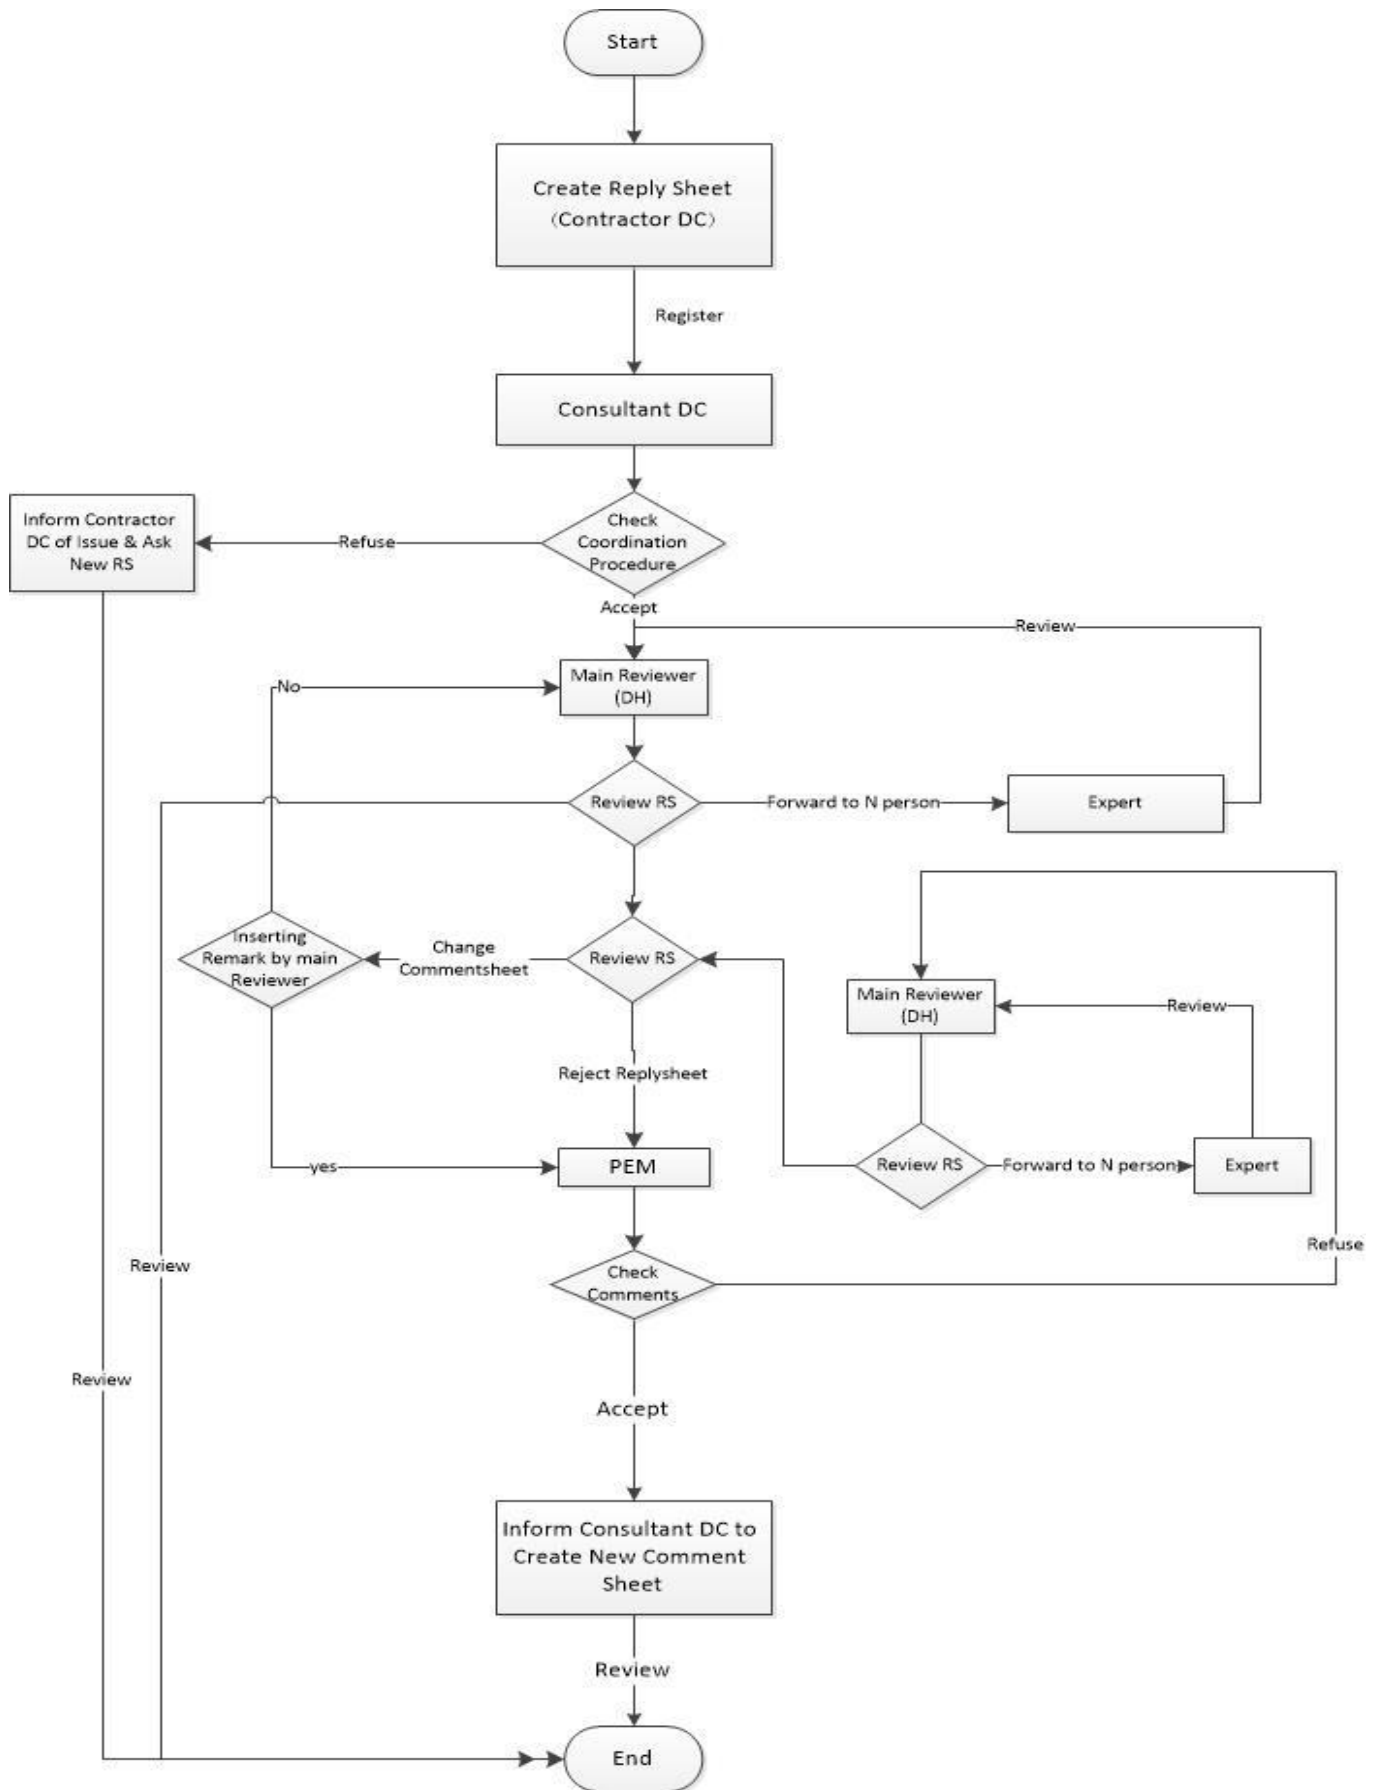 Start
Create Reply Sheet
(Contractor DC)
Register
Consultant DC
Check
Coordination
Procedure
Refuse
Inform Contractor
DC of Issue & Ask
New RS
Accept
Review
Main Reviewer
(DH)
No
Review RS
Forward to N person
Expert
Inserting
Remark by main
Reviewer
Change
Commentsheet
Review RS
Main Reviewer
(DH)
Review
Reject Replysheet
yes
PEM
Review RS
Forward to N person
Expert
Refuse
Review
Check
Comments
Review
Accept
Inform Consultant DC to
Create New Comment
Sheet
Review
End